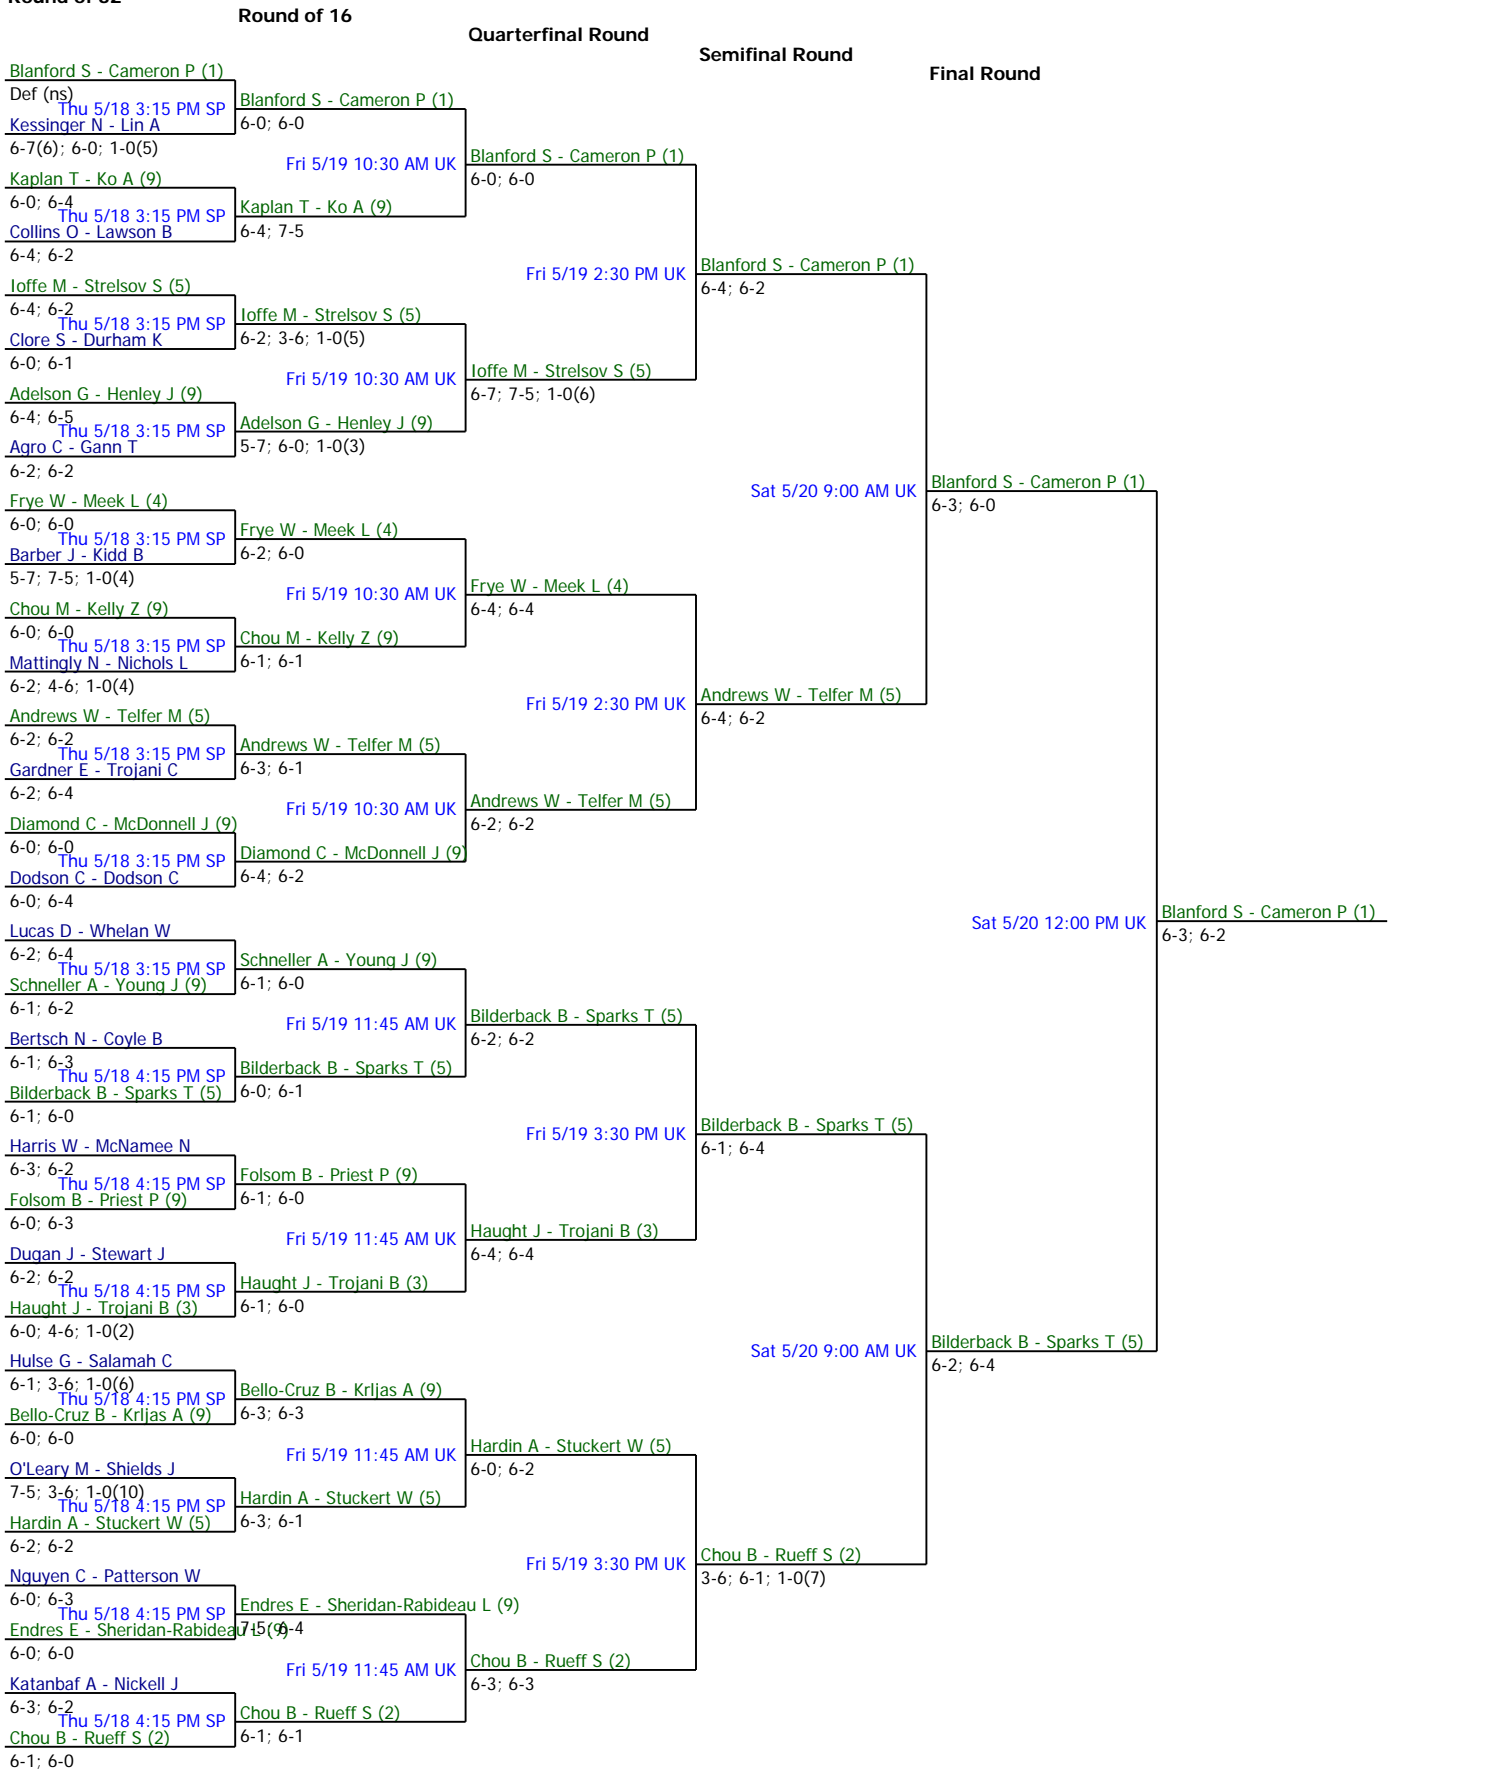 Round of 32
Round of 16
Quarterfinal Round
Semifinal Round
Final Round
Blanford S - Cameron P (1)
Def (ns)
Thu 5/18 3:15 PM SP
Kessinger N - Lin A
6-7(6); 6-0; 1-0(5)
Kaplan T - Ko A (9)
6-0; 6-4
Thu 5/18 3:15 PM SP
Collins O - Lawson B
6-4; 6-2
Ioffe M - Strelsov S (5)
6-4; 6-2
Thu 5/18 3:15 PM SP
Clore S - Durham K
6-0; 6-1
Adelson G - Henley J (9)
6-4; 6-5
Thu 5/18 3:15 PM SP
Agro C - Gann T
6-2; 6-2
Frye W - Meek L (4)
6-0; 6-0
Thu 5/18 3:15 PM SP
Barber J - Kidd B
5-7; 7-5; 1-0(4)
Chou M - Kelly Z (9)
6-0; 6-0
Thu 5/18 3:15 PM SP
Mattingly N - Nichols L
6-2; 4-6; 1-0(4)
Andrews W - Telfer M (5)
6-2; 6-2
Thu 5/18 3:15 PM SP
Gardner E - Trojani C
6-2; 6-4
Diamond C - McDonnell J (9)
6-0; 6-0
Thu 5/18 3:15 PM SP
Dodson C - Dodson C
6-0; 6-4
Lucas D - Whelan W
6-2; 6-4
Thu 5/18 3:15 PM SP
Schneller A - Young J (9)
6-1; 6-2
Bertsch N - Coyle B
6-1; 6-3
Thu 5/18 4:15 PM SP
Bilderback B - Sparks T (5)
6-1; 6-0
Harris W - McNamee N
6-3; 6-2
Thu 5/18 4:15 PM SP
Folsom B - Priest P (9)
6-0; 6-3
Dugan J - Stewart J
6-2; 6-2
Thu 5/18 4:15 PM SP
Haught J - Trojani B (3)
6-0; 4-6; 1-0(2)
Hulse G - Salamah C
6-1; 3-6; 1-0(6)
Thu 5/18 4:15 PM SP
Bello-Cruz B - Krljas A (9)
6-0; 6-0
O'Leary M - Shields J
7-5; 3-6; 1-0(10)
Thu 5/18 4:15 PM SP
Hardin A - Stuckert W (5)
6-2; 6-2
Nguyen C - Patterson W
6-0; 6-3
Thu 5/18 4:15 PM SP
Endres E - Sheridan-Rabideau L (9)
6-0; 6-0
Katanbaf A - Nickell J
6-3; 6-2
Thu 5/18 4:15 PM SP
Chou B - Rueff S (2)
6-1; 6-0
Blanford S - Cameron P (1)
6-0; 6-0
Fri 5/19 10:30 AM UK
Kaplan T - Ko A (9)
6-4; 7-5
Ioffe M - Strelsov S (5)
6-2; 3-6; 1-0(5)
Fri 5/19 10:30 AM UK
Adelson G - Henley J (9)
5-7; 6-0; 1-0(3)
Frye W - Meek L (4)
6-2; 6-0
Fri 5/19 10:30 AM UK
Chou M - Kelly Z (9)
6-1; 6-1
Andrews W - Telfer M (5)
6-3; 6-1
Fri 5/19 10:30 AM UK
Diamond C - McDonnell J (9)
6-4; 6-2
Schneller A - Young J (9)
6-1; 6-0
Fri 5/19 11:45 AM UK
Bilderback B - Sparks T (5)
6-0; 6-1
Folsom B - Priest P (9)
6-1; 6-0
Fri 5/19 11:45 AM UK
Haught J - Trojani B (3)
6-1; 6-0
Bello-Cruz B - Krljas A (9)
6-3; 6-3
Fri 5/19 11:45 AM UK
Hardin A - Stuckert W (5)
6-3; 6-1
Endres E - Sheridan-Rabideau L (9)
7-5; 6-4
Fri 5/19 11:45 AM UK
Chou B - Rueff S (2)
6-1; 6-1
Blanford S - Cameron P (1)
6-0; 6-0
Fri 5/19 2:30 PM UK
Ioffe M - Strelsov S (5)
6-7; 7-5; 1-0(6)
Frye W - Meek L (4)
6-4; 6-4
Fri 5/19 2:30 PM UK
Andrews W - Telfer M (5)
6-2; 6-2
Bilderback B - Sparks T (5)
6-2; 6-2
Fri 5/19 3:30 PM UK
Haught J - Trojani B (3)
6-4; 6-4
Hardin A - Stuckert W (5)
6-0; 6-2
Fri 5/19 3:30 PM UK
Chou B - Rueff S (2)
6-3; 6-3
Blanford S - Cameron P (1)
6-4; 6-2
Sat 5/20 9:00 AM UK
Andrews W - Telfer M (5)
6-4; 6-2
Bilderback B - Sparks T (5)
6-1; 6-4
Sat 5/20 9:00 AM UK
Chou B - Rueff S (2)
3-6; 6-1; 1-0(7)
Blanford S - Cameron P (1)
6-3; 6-0
Sat 5/20 12:00 PM UK
Bilderback B - Sparks T (5)
6-2; 6-4
Blanford S - Cameron P (1)
6-3; 6-2